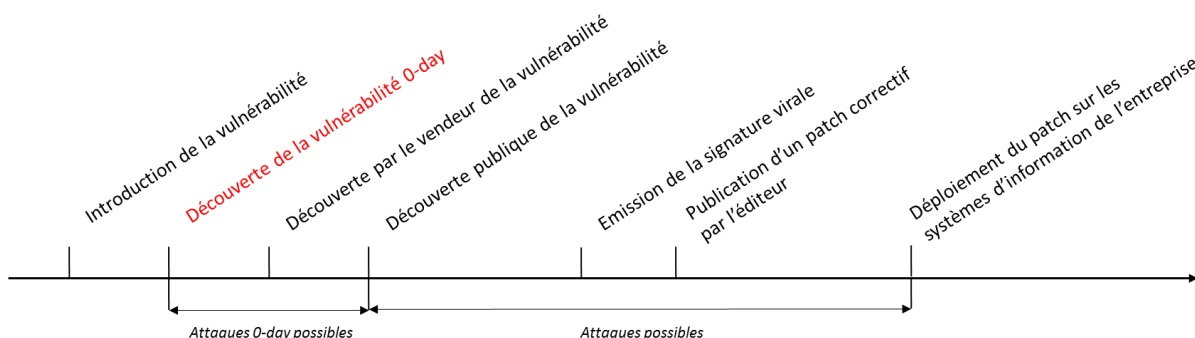 Introduction de la vulnérabilité
Découverte de la vulnérabilité 0-day
Découverte par le vendeur de la vulnérabilité
Découverte publique de la vulnérabilité
Emission de la signature virale
Publication d'un patch correctif
par l'éditeur
Déploiement du patch sur les
systèmes d'information de l'entreprise
Attaques 0-day possibles
Attaques possibles